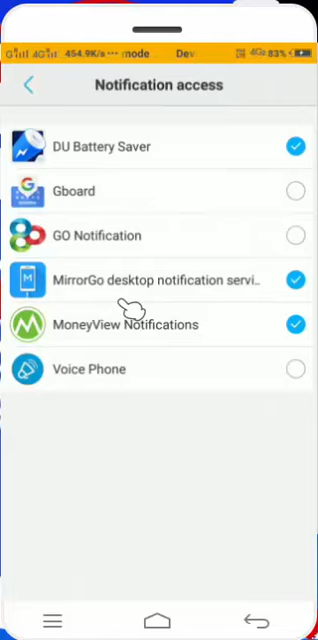 454.9K/s ··· mode Dev 4G 83%
Notification access
DU Battery Saver
Gboard
GO Notification
MirrorGo desktop notification servi..
MoneyView Notifications
Voice Phone